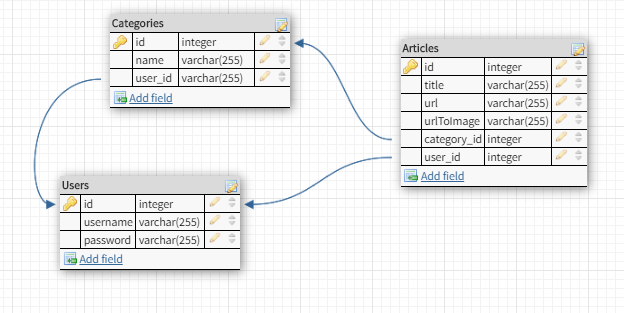 Categories
id integer
name varchar(255)
user_id varchar(255)
Add field
Articles
id integer
title varchar(255)
url varchar(255)
urlToImage varchar(255)
category_id integer
user_id integer
Add field
Users
id integer
username varchar(255)
password varchar(255)
Add field